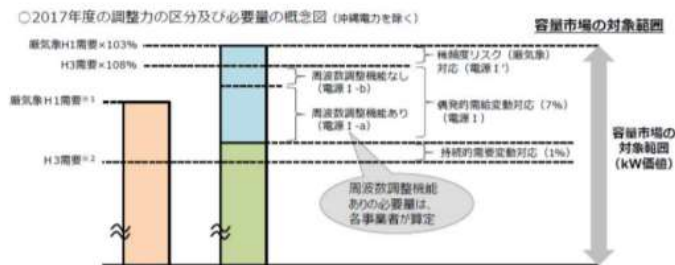 ○2017年度の調整力の区分及び必要量の概念図（沖縄電力を除く）
容量市場の対象範囲
厳気象H1需要×103%
H3需要×108%
厳気象H1需要※1
H3需要※2
周波数調整機能なし
（電源Ⅰ-b）
周波数調整機能あり
（電源Ⅰ-a）
稀頻度リスク（厳気象）
対応（電源Ⅰ'）
偶発的需給変動対応（7%）
（電源Ⅰ）
持続的需要変動対応（1%）
周波数調整機能
ありの必要量は、
各事業者が算定
容量市場の
対象範囲
（kW価値）